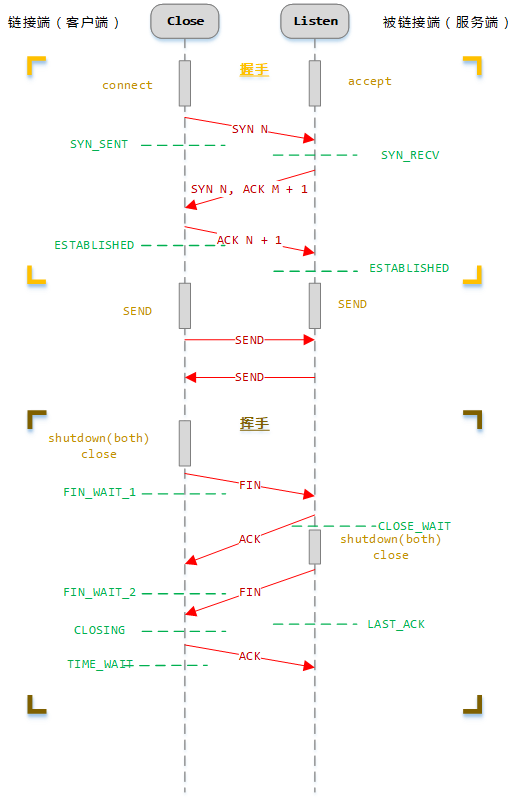 链接端（客户端）
Close
Listen
被链接端（服务端）
握手
connect
accept
SYN N
SYN_SENT
SYN_RECV
SYN N, ACK M + 1
ACK N + 1
ESTABLISHED
ESTABLISHED
SEND
SEND
SEND
SEND
挥手
shutdown(both)
close
FIN
FIN_WAIT_1
CLOSE_WAIT
ACK
shutdown(both)
close
FIN_WAIT_2
FIN
CLOSING
LAST_ACK
ACK
TIME_WAIT